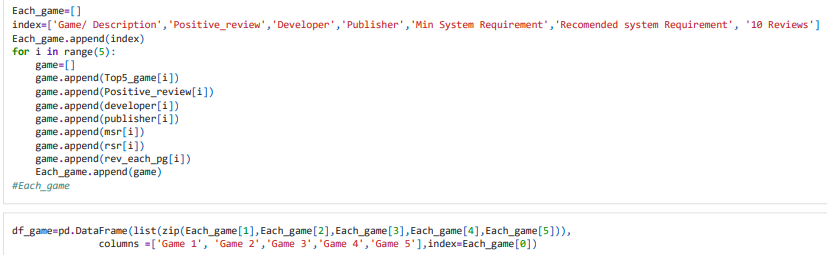 Each_game=[]
index=['Game/ Description','Positive_review','Developer','Publisher','Min System Requirement','Recomended system Requirement', '10 Reviews']
Each_game.append(index)
for i in range(5):
    game=[]
    game.append(Top5_game[i])
    game.append(Positive_review[i])
    game.append(developer[i])
    game.append(publisher[i])
    game.append(msr[i])
    game.append(rsr[i])
    game.append(rev_each_pg[i])
    Each_game.append(game)
#Each_game
df_game=pd.DataFrame(list(zip(Each_game[1],Each_game[2],Each_game[3],Each_game[4],Each_game[5])),
              columns =['Game 1', 'Game 2','Game 3','Game 4','Game 5'],index=Each_game[0])